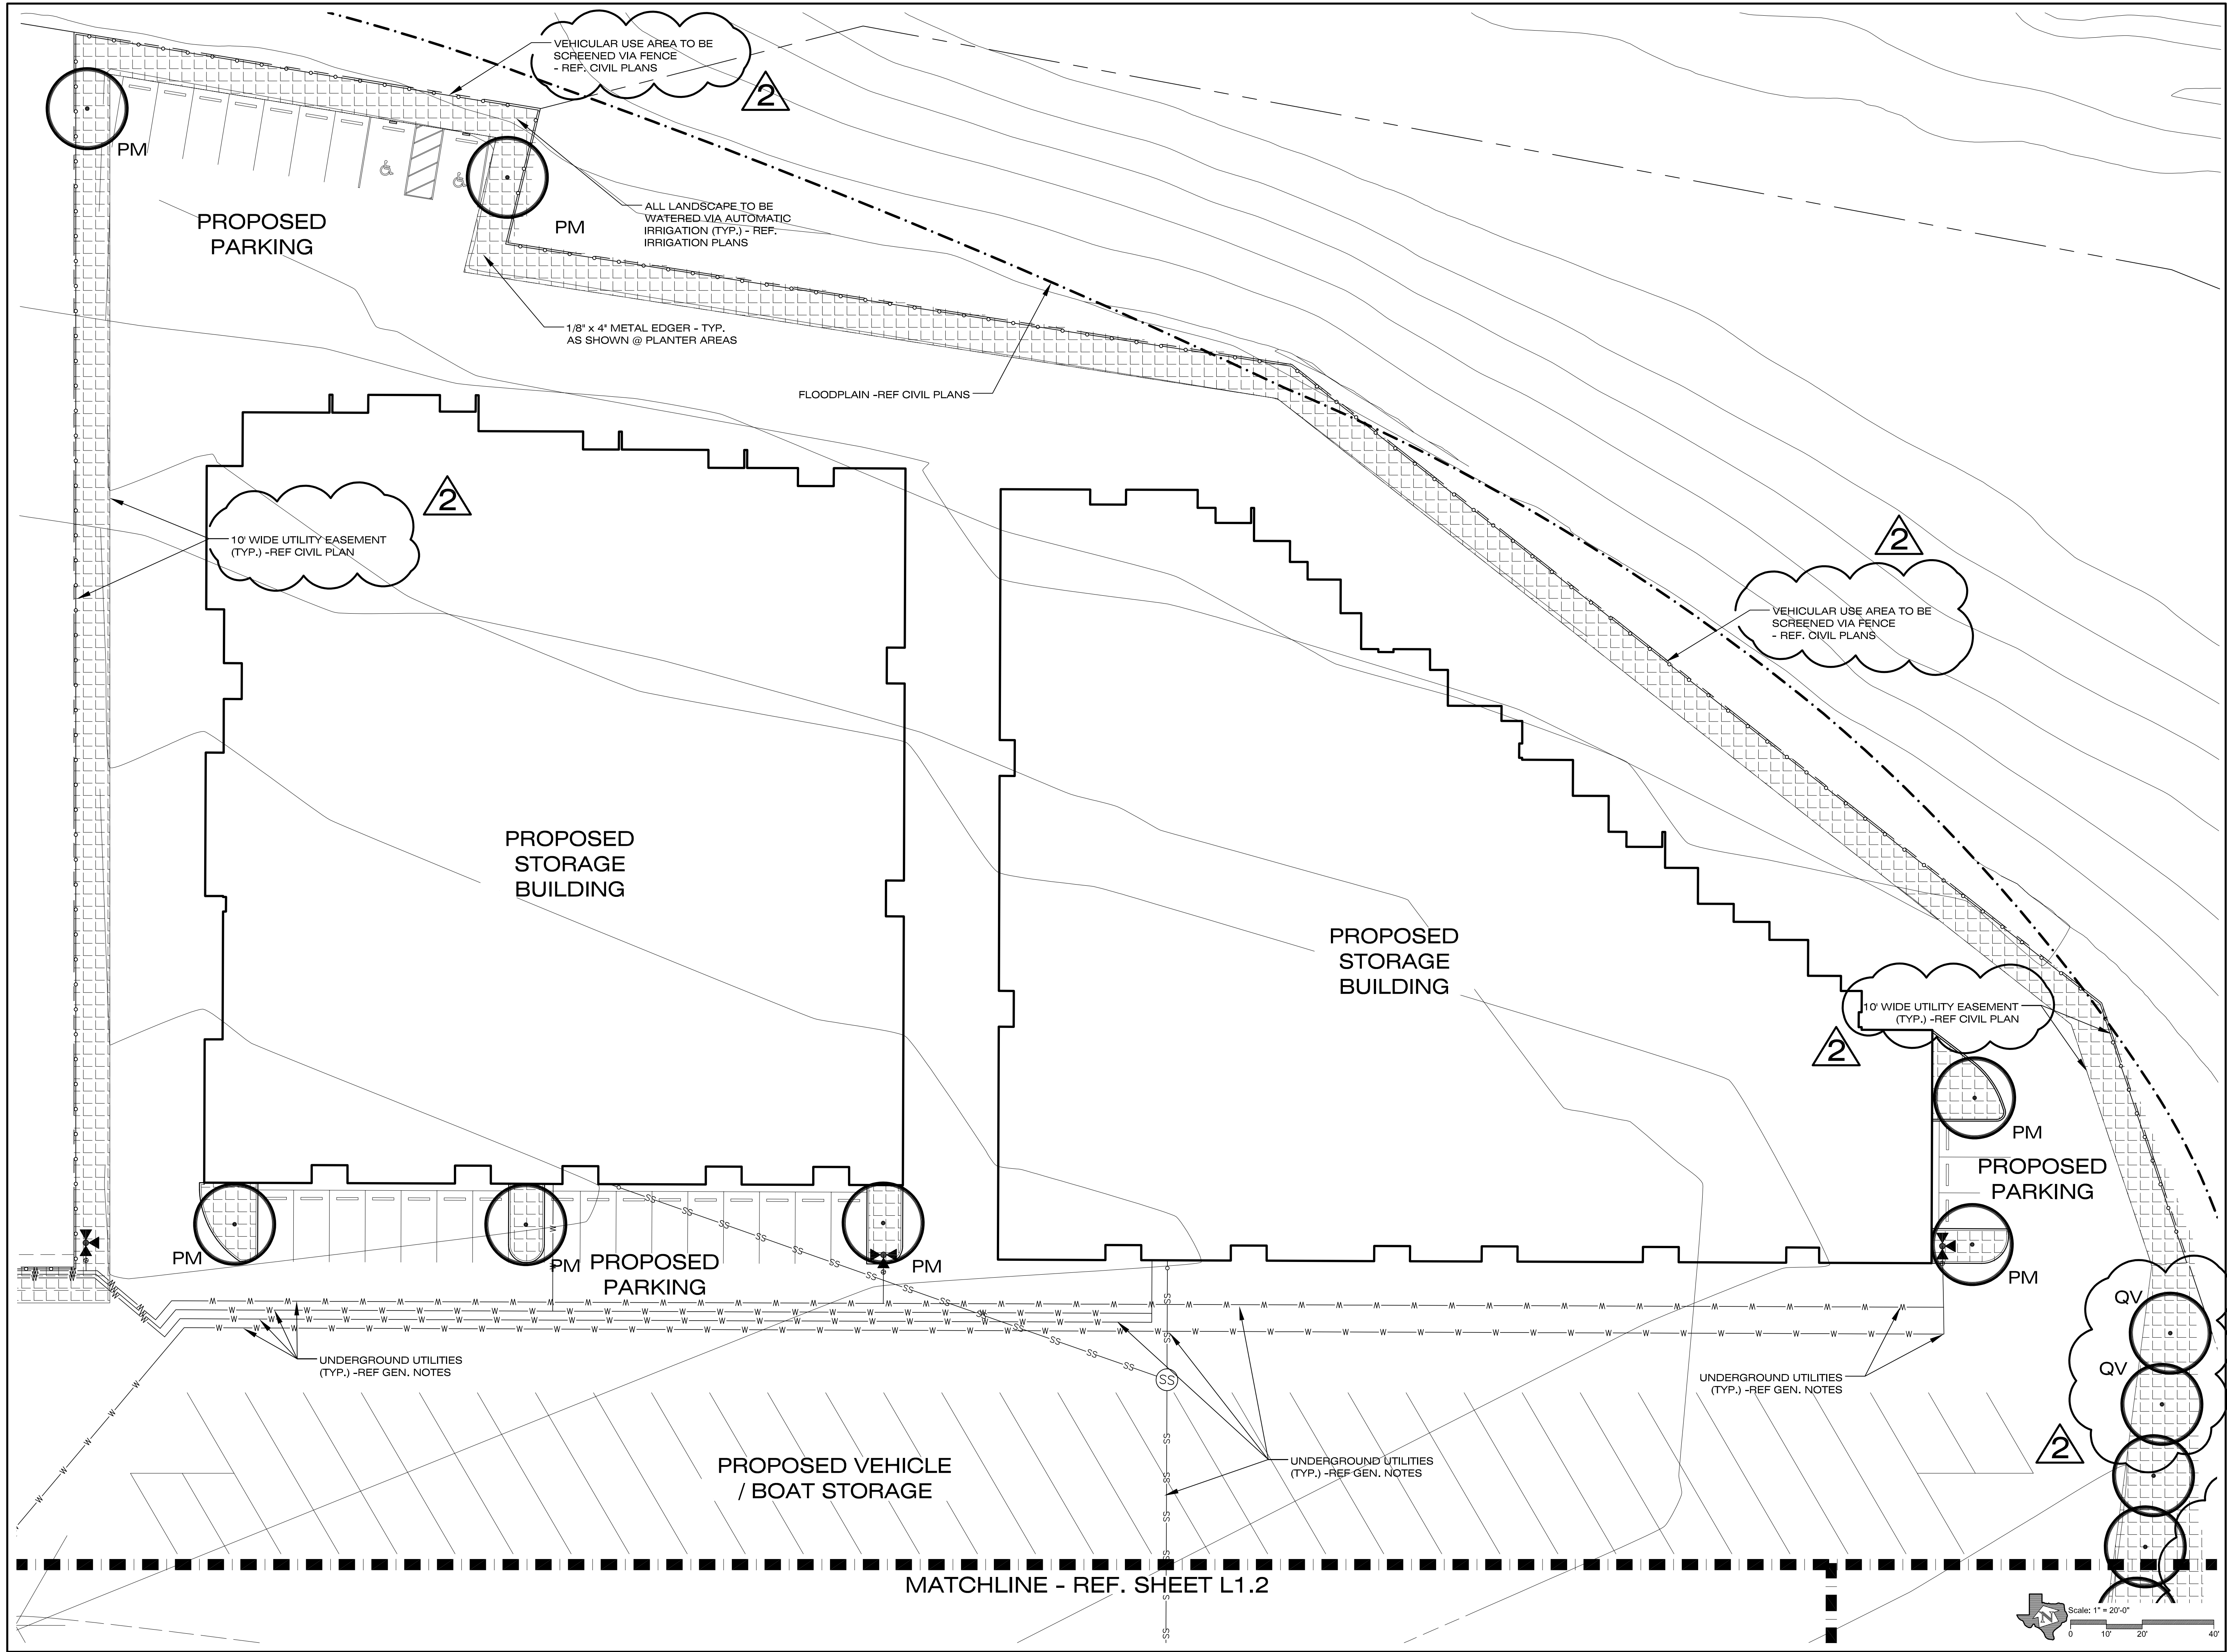 VEHICULAR USE AREA TO BE
SCREENED VIA FENCE
- REF. CIVIL PLANS
2
PM
PROPOSED
PARKING
ALL LANDSCAPE TO BE
WATERED VIA AUTOMATIC
IRRIGATION (TYP.) - REF.
IRRIGATION PLANS
PM
1/8" x 4" METAL EDGER - TYP.
AS SHOWN @ PLANTER AREAS
FLOODPLAIN -REF CIVIL PLANS
2
10' WIDE UTILITY EASEMENT
(TYP.) -REF CIVIL PLAN
2
VEHICULAR USE AREA TO BE
SCREENED VIA FENCE
- REF. CIVIL PLANS
PROPOSED
STORAGE
BUILDING
PROPOSED
STORAGE
BUILDING
10' WIDE UTILITY EASEMENT
(TYP.) -REF CIVIL PLAN
2
PM
PROPOSED
PARKING
PM
PM
PROPOSED
PARKING
PM
PM
QV
QV
2
UNDERGROUND UTILITIES
(TYP.) -REF GEN. NOTES
SS
UNDERGROUND UTILITIES
(TYP.) -REF GEN. NOTES
UNDERGROUND UTILITIES
(TYP.) -REF GEN. NOTES
PROPOSED VEHICLE
/ BOAT STORAGE
MATCHLINE - REF. SHEET L1.2
N
Scale: 1" = 20'-0"
0 10' 20' 40'